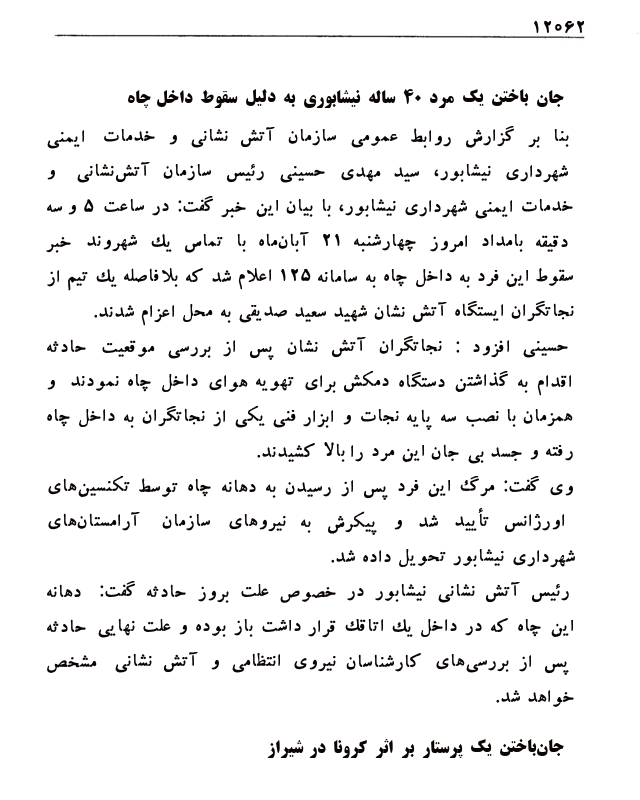 ۱۲۰۶۲
جان باختن یک مرد ۴۰ ساله نیشابوری به دلیل سقوط داخل چاه
بنا بر گزارش روابط عمومی سازمان آتش نشانی و خدمات ایمنی
شهرداری نیشابور، سید مهدی حسینی رئیس سازمان آتش‌نشانی و
خدمات ایمنی شهرداری نیشابور، با بیان این خبر گفت: در ساعت ۵ و سه
دقیقه بامداد امروز چهارشنبه ۲۱ آبان‌ماه با تماس یك شهروند خبر
سقوط این فرد به داخل چاه به سامانه ۱۲۵ اعلام شد که بلافاصله یك تیم از
نجاتگران ایستگاه آتش نشان شهید سعید صدیقی به محل اعزام شدند.
حسینی افزود : نجاتگران آتش نشان پس از بررسی موقعیت حادثه
اقدام به گذاشتن دستگاه دمکش برای تهویه هوای داخل چاه نمودند و
همزمان با نصب سه پایه نجات و ابزار فنی یکی از نجاتگران به داخل چاه
رفته و جسد بی جان این مرد را بالا کشیدند.
وی گفت: مرگ این فرد پس از رسیدن به دهانه چاه توسط تکنسین‌های
اورژانس تأیید شد و پیکرش به نیروهای سازمان آرامستان‌های
شهرداری نیشابور تحویل داده شد.
رئیس آتش نشانی نیشابور در خصوص علت بروز حادثه گفت: دهانه
این چاه که در داخل یك اتاقك قرار داشت باز بوده و علت نهایی حادثه
پس از بررسی‌های کارشناسان نیروی انتظامی و آتش نشانی مشخص
خواهد شد.
جان‌باختن یک پرستار بر اثر کرونا در شیراز